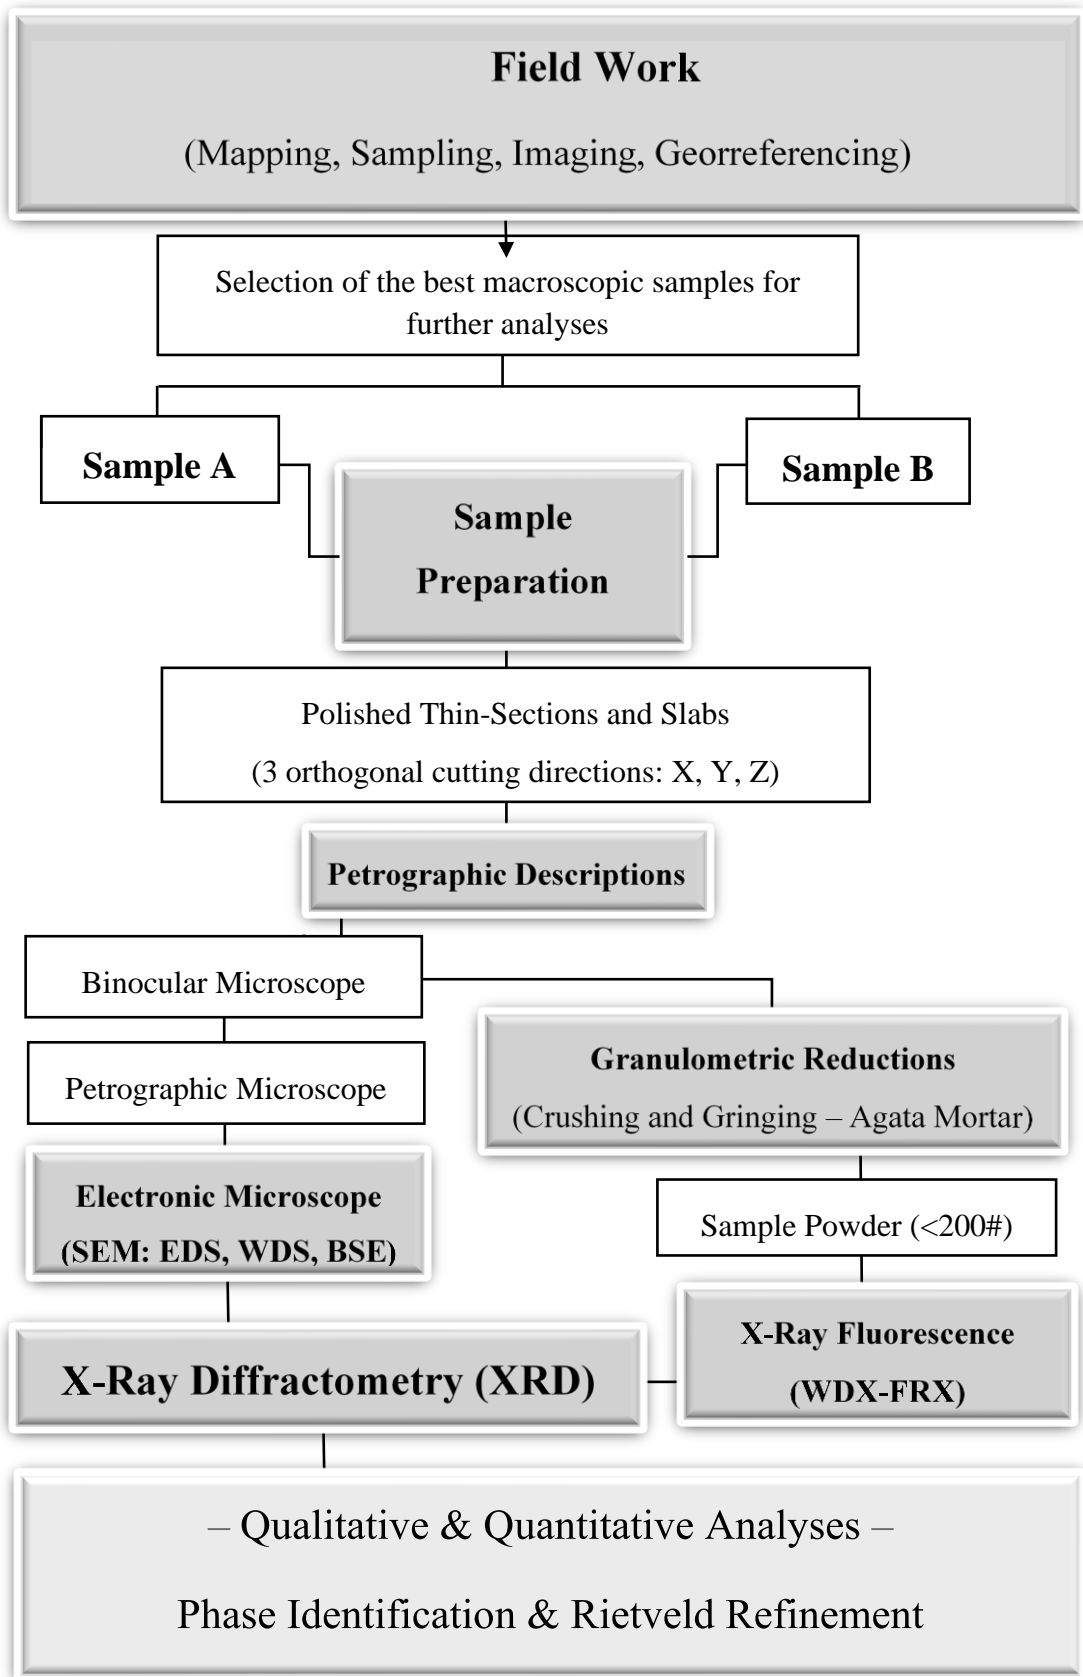 Field Work
(Mapping, Sampling, Imaging, Georreferencing)
Selection of the best macroscopic samples for
further analyses
Sample A
Sample B
Sample
Preparation
Polished Thin-Sections and Slabs
(3 orthogonal cutting directions: X, Y, Z)
Petrographic Descriptions
Binocular Microscope
Petrographic Microscope
Granulometric Reductions
(Crushing and Gringing – Agata Mortar)
Electronic Microscope
(SEM: EDS, WDS, BSE)
Sample Powder (<200#)
X-Ray Fluorescence
(WDX-FRX)
X-Ray Diffractometry (XRD)
– Qualitative & Quantitative Analyses –
Phase Identification & Rietveld Refinement